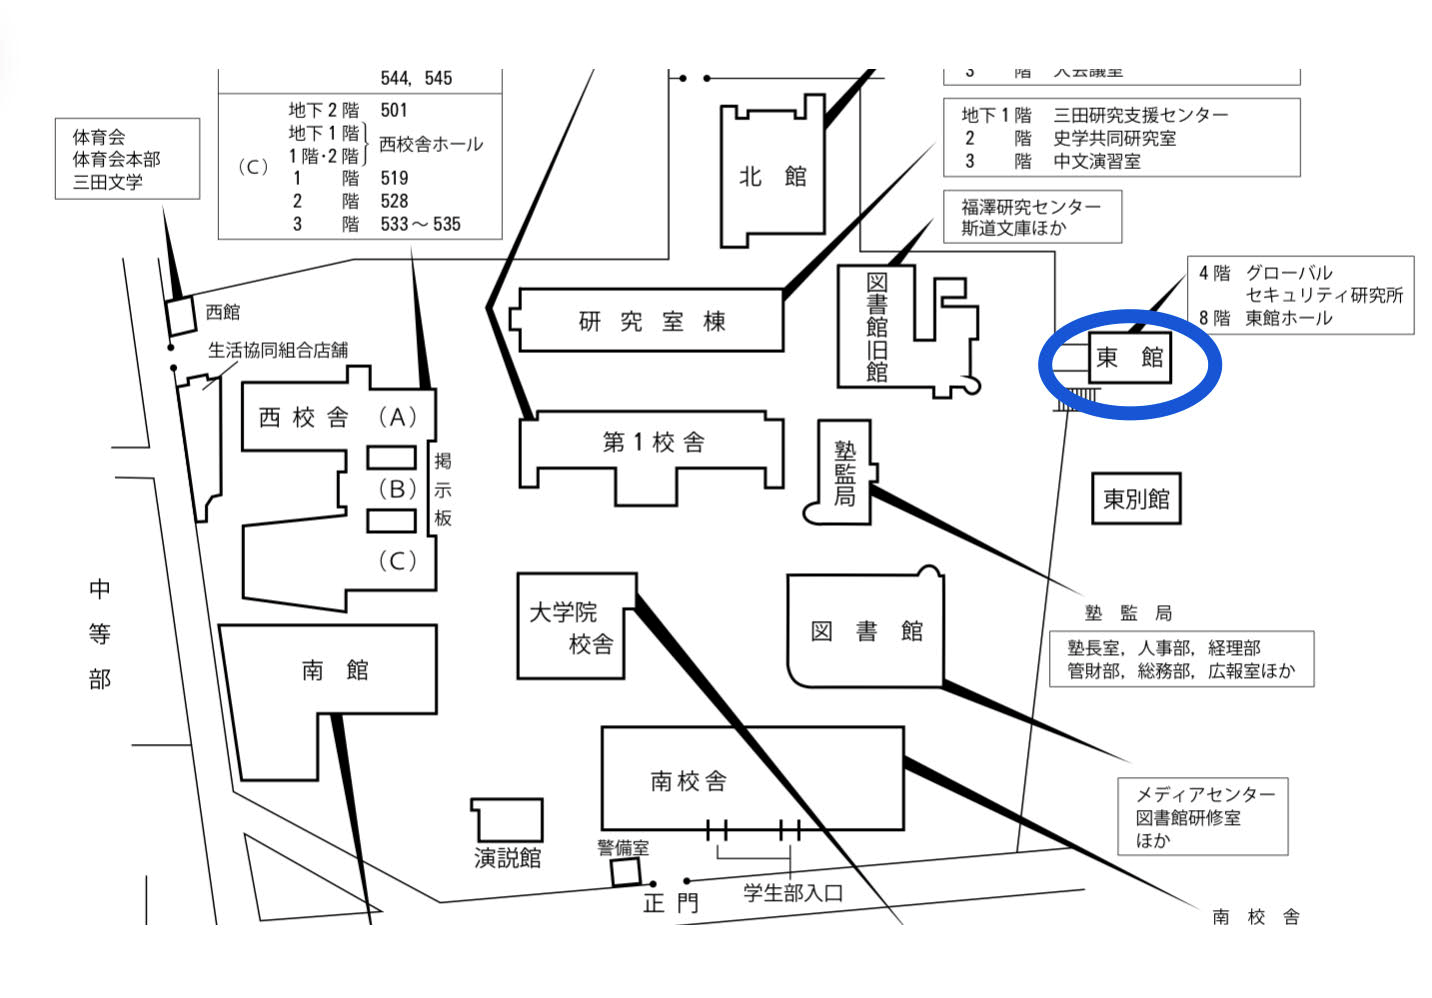 544, 545
(C)
地下2階 501
地下1階
1階・2階
西校舎ホール
1 階 519
2 階 528
3 階 533～535
体育会
体育会本部
三田文学
3 階 大会議室
地下1階 三田研究支援センター
2 階 史学共同研究室
3 階 中文演習室
福澤研究センター
斯道文庫ほか
4階 グローバル
セキュリティ研究所
8階 東館ホール
北館
西館
研究室棟
図書館旧館
東館
生活協同組合店舗
西校舎 (A)
(B)
(C)
掲示板
第1校舎
塾監局
東別館
中等部
大学院
校舎
図書館
塾監局
塾長室，人事部，経理部
管財部，総務部，広報室ほか
南館
南校舎
メディアセンター
図書館研修室
ほか
演説館
警備室
正門
学生部入口
南校舎